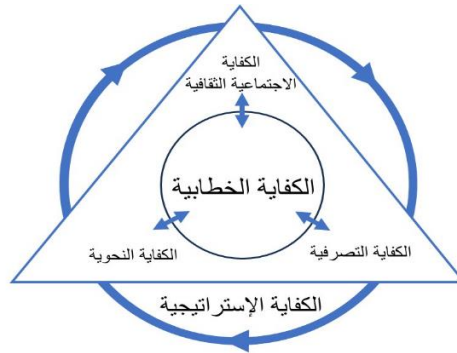 الكفاية
الاجتماعية الثقافية
الكفاية الخطابية
الكفاية التصرفية
الكفاية النحوية
الكفاية الإستراتيجية